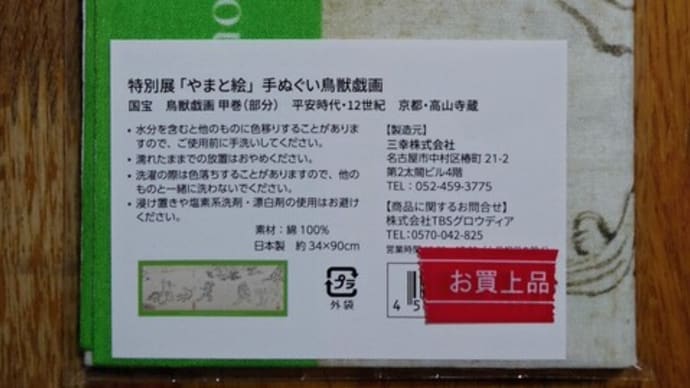 no
特別展「やまと絵」手ぬぐい鳥獣戯画
国宝 鳥獣戯画 甲巻(部分) 平安時代・12世紀 京都・高山寺蔵
・水分を含むと他のものに色移りすることがありま
すので、ご使用前に手洗いしてください。
・濡れたままでの放置はおやめください。
・洗濯の際は色落ちすることがありますので、他の
ものと一緒に洗わないでください。
・浸け置きや塩素系洗剤・漂白剤の使用はお避け
ください。
素材:綿 100%
日本製 約 34×90cm
【製造元】
三幸株式会社
名古屋市中村区椿町 21-2
第2太閤ビル4階
TEL:052-459-3775
【商品に関するお問合せ】
株式会社TBSグロウディア
TEL:0570-042-825
営業時間
プラ
外袋
4 5
お買上品